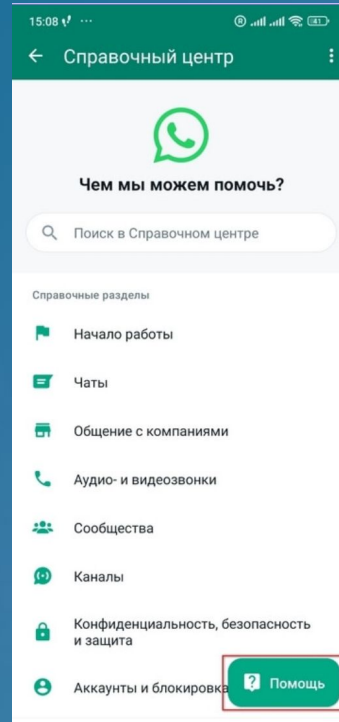 15:08
Справочный центр
Чем мы можем помочь?
Поиск в Справочном центре
Справочные разделы
Начало работы
Чаты
Общение с компаниями
Аудио- и видеозвонки
Сообщества
Каналы
Конфиденциальность, безопасность
и защита
Аккаунты и блокировка
Помощь